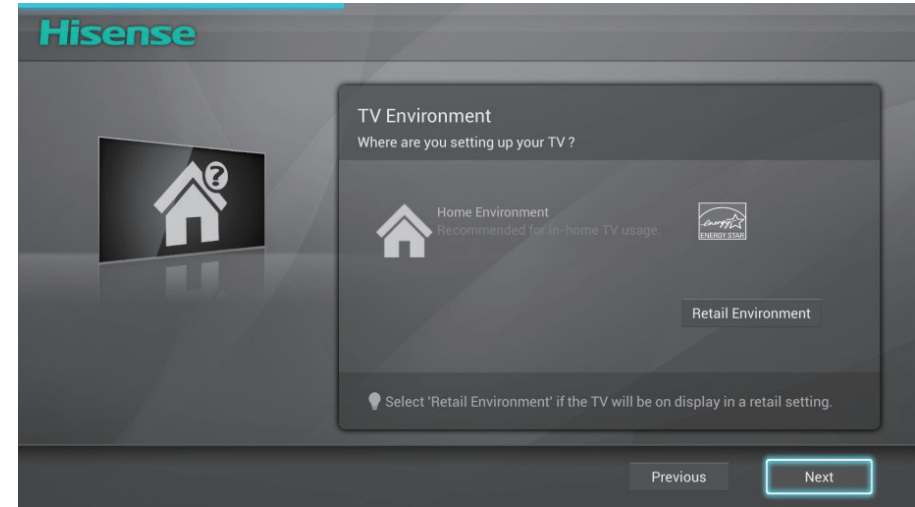 Hisense
TV Environment
Where are you setting up your TV ?
Home Environment
Recommended for in-home TV usage.
energy
ENERGY STAR
Retail Environment
Select 'Retail Environment' if the TV will be on display in a retail setting.
Previous
Next